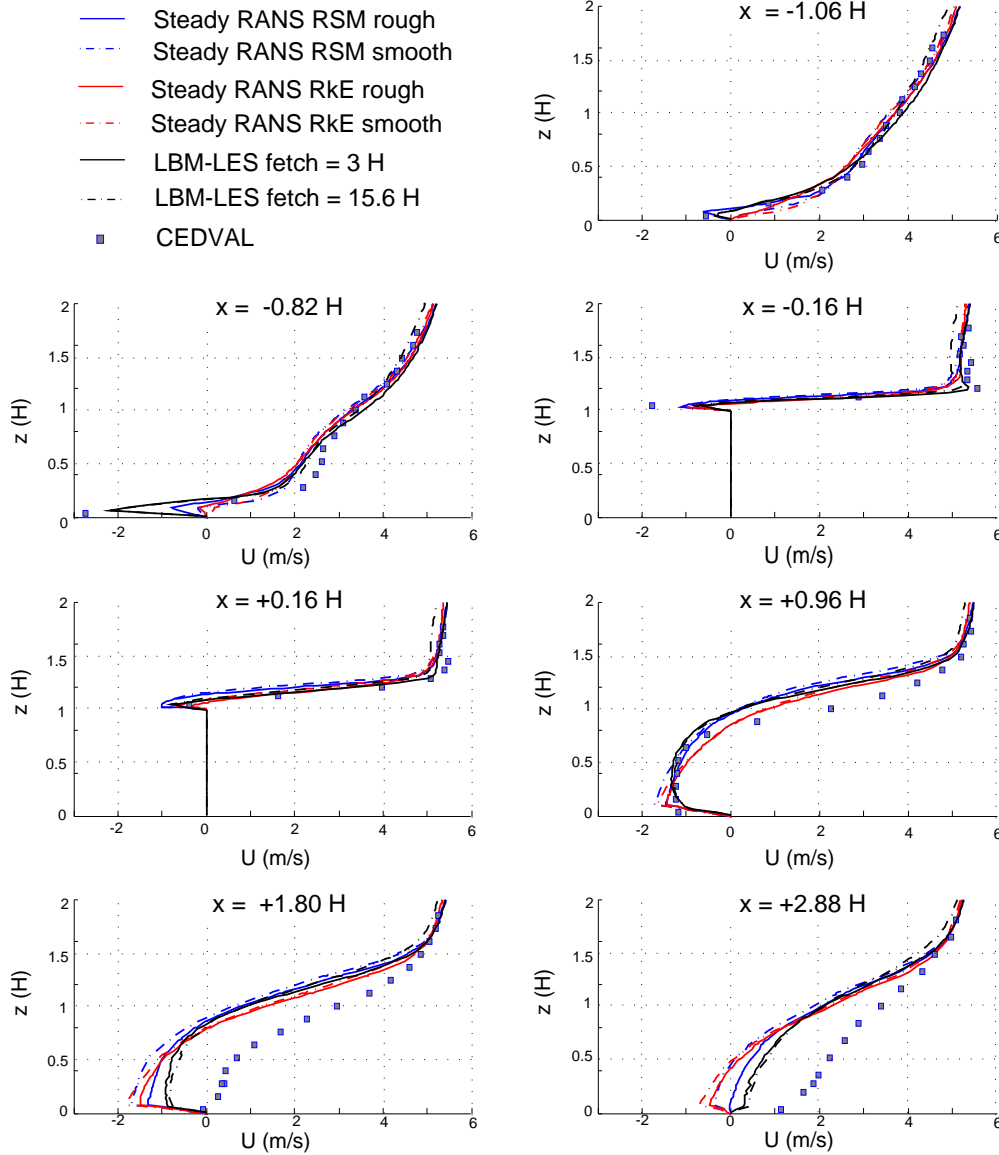 Steady RANS RSM rough
Steady RANS RSM smooth
Steady RANS RkE rough
Steady RANS RkE smooth
LBM-LES fetch = 3 H
LBM-LES fetch = 15.6 H
CEDVAL
x = -1.06 H
2
1.5
1
0.5
0
z (H)
-2 0 2 4 6
U (m/s)
x = -0.82 H
2
1.5
1
0.5
0
z (H)
-2 0 2 4 6
U (m/s)
x = -0.16 H
2
1.5
1
0.5
0
z (H)
-2 0 2 4 6
U (m/s)
x = +0.16 H
2
1.5
1
0.5
0
z (H)
-2 0 2 4 6
U (m/s)
x = +0.96 H
2
1.5
1
0.5
0
z (H)
-2 0 2 4 6
U (m/s)
x = +1.80 H
2
1.5
1
0.5
0
z (H)
-2 0 2 4 6
U (m/s)
x = +2.88 H
2
1.5
1
0.5
0
z (H)
-2 0 2 4 6
U (m/s)